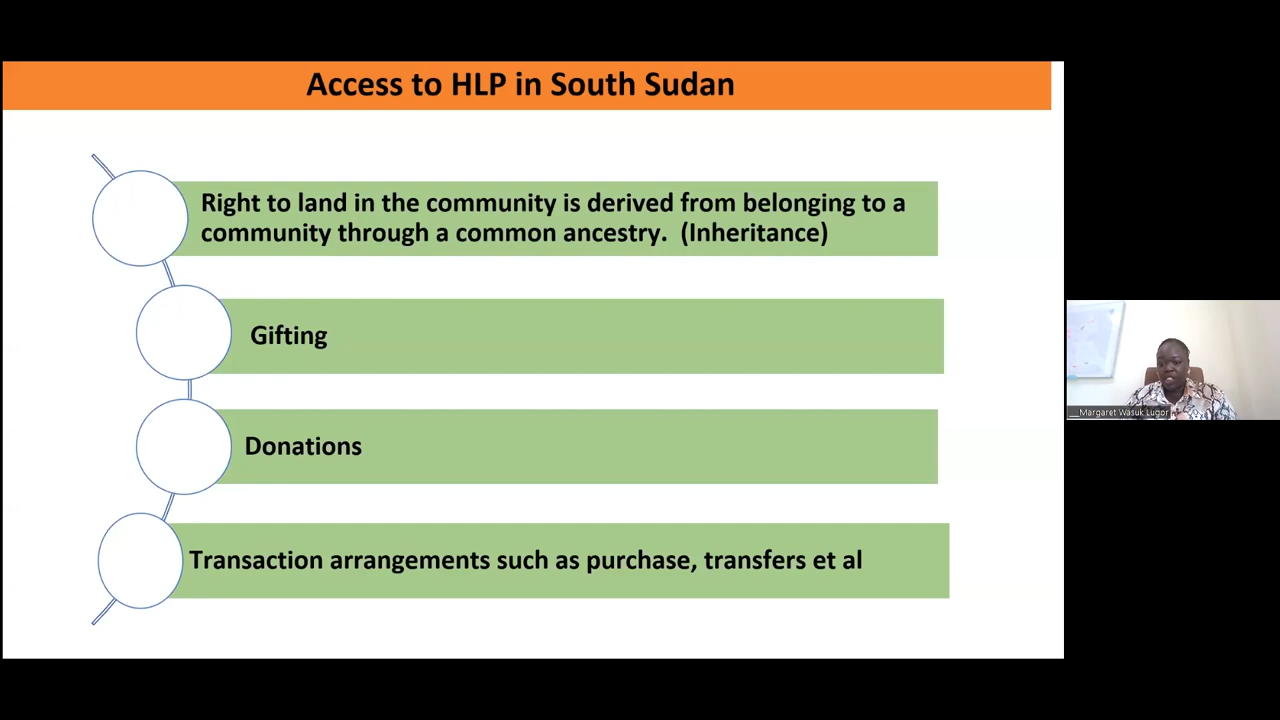 Access to HLP in South Sudan
Right to land in the community is derived from belonging to a
community through a common ancestry. (Inheritance)
Gifting
Donations
Transaction arrangements such as purchase, transfers et al
__Margaret Wasuk Lugor